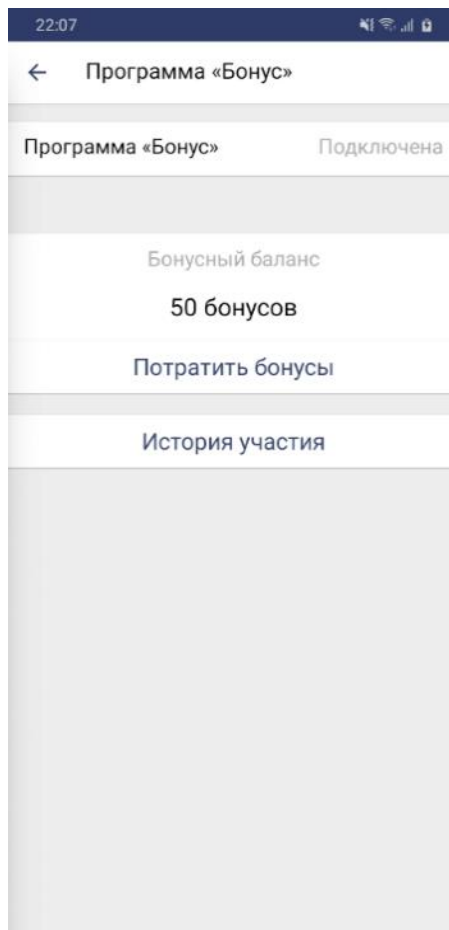 22:07
Программа «Бонус»
Программа «Бонус» Подключена
Бонусный баланс
50 бонусов
Потратить бонусы
История участия